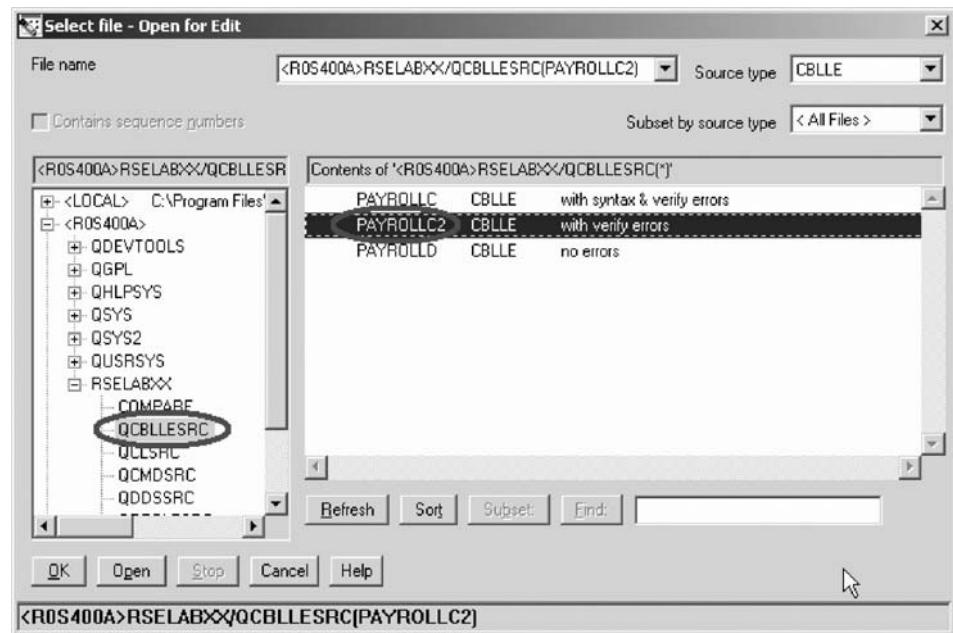 Select file - Open for Edit
File name
<R0S400A>RSELABXX/QCBLLESRC(PAYROLLC2)
Source type
CBLLE
Contains sequence numbers
Subset by source type
< All Files >
<R0S400A>RSELABXX/QCBLLESR
Contents of '<R0S400A>RSELABXX/QCBLLESRC(*)'
<LOCAL> C:\Program Files'
<R0S400A>
QDEVTOOLS
QGPL
QHLPSYS
QSYS
QSYS2
QUSRSYS
RSELABXX
COMPARE
QCBLLESRC
QCLSRC
QCMDSRC
QDDSSRC
PAYROLLC CBLLE with syntax & verify errors
PAYROLLC2 CBLLE with verify errors
PAYROLLD CBLLE no errors
Refresh
Sort
Subset:
Find:
OK
Open
Stop
Cancel
Help
<R0S400A>RSELABXX/QCBLLESRC(PAYROLLC2)